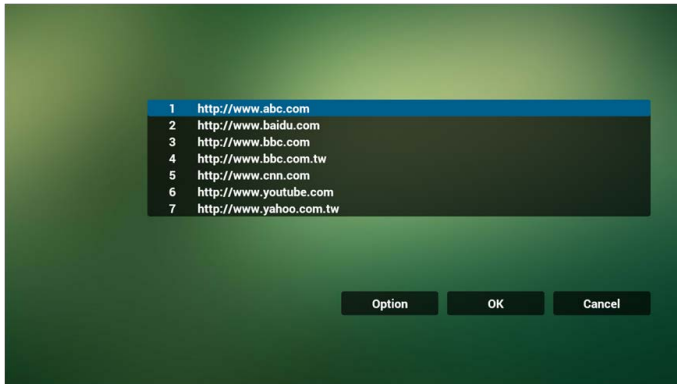 1 http://www.abc.com
2 http://www.baidu.com
3 http://www.bbc.com
4 http://www.bbc.com.tw
5 http://www.cnn.com
6 http://www.youtube.com
7 http://www.yahoo.com.tw
Option OK Cancel